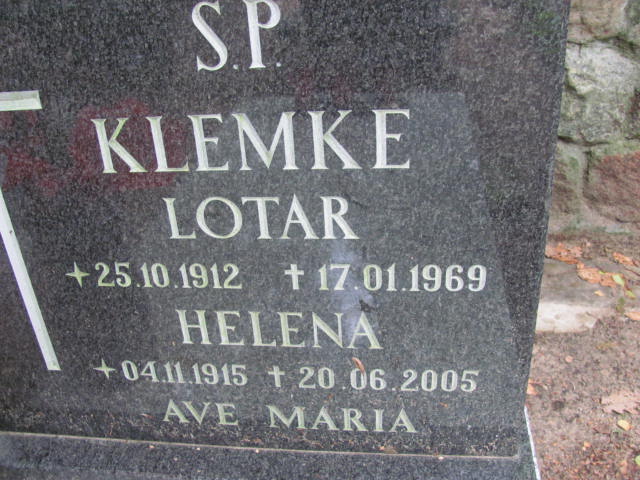 S.P.
KLEMKE
LOTAR
✦25.10.1912 ✝17.01.1969
HELENA
✦04.11.1915 ✝20.06.2005
AVE MARIA